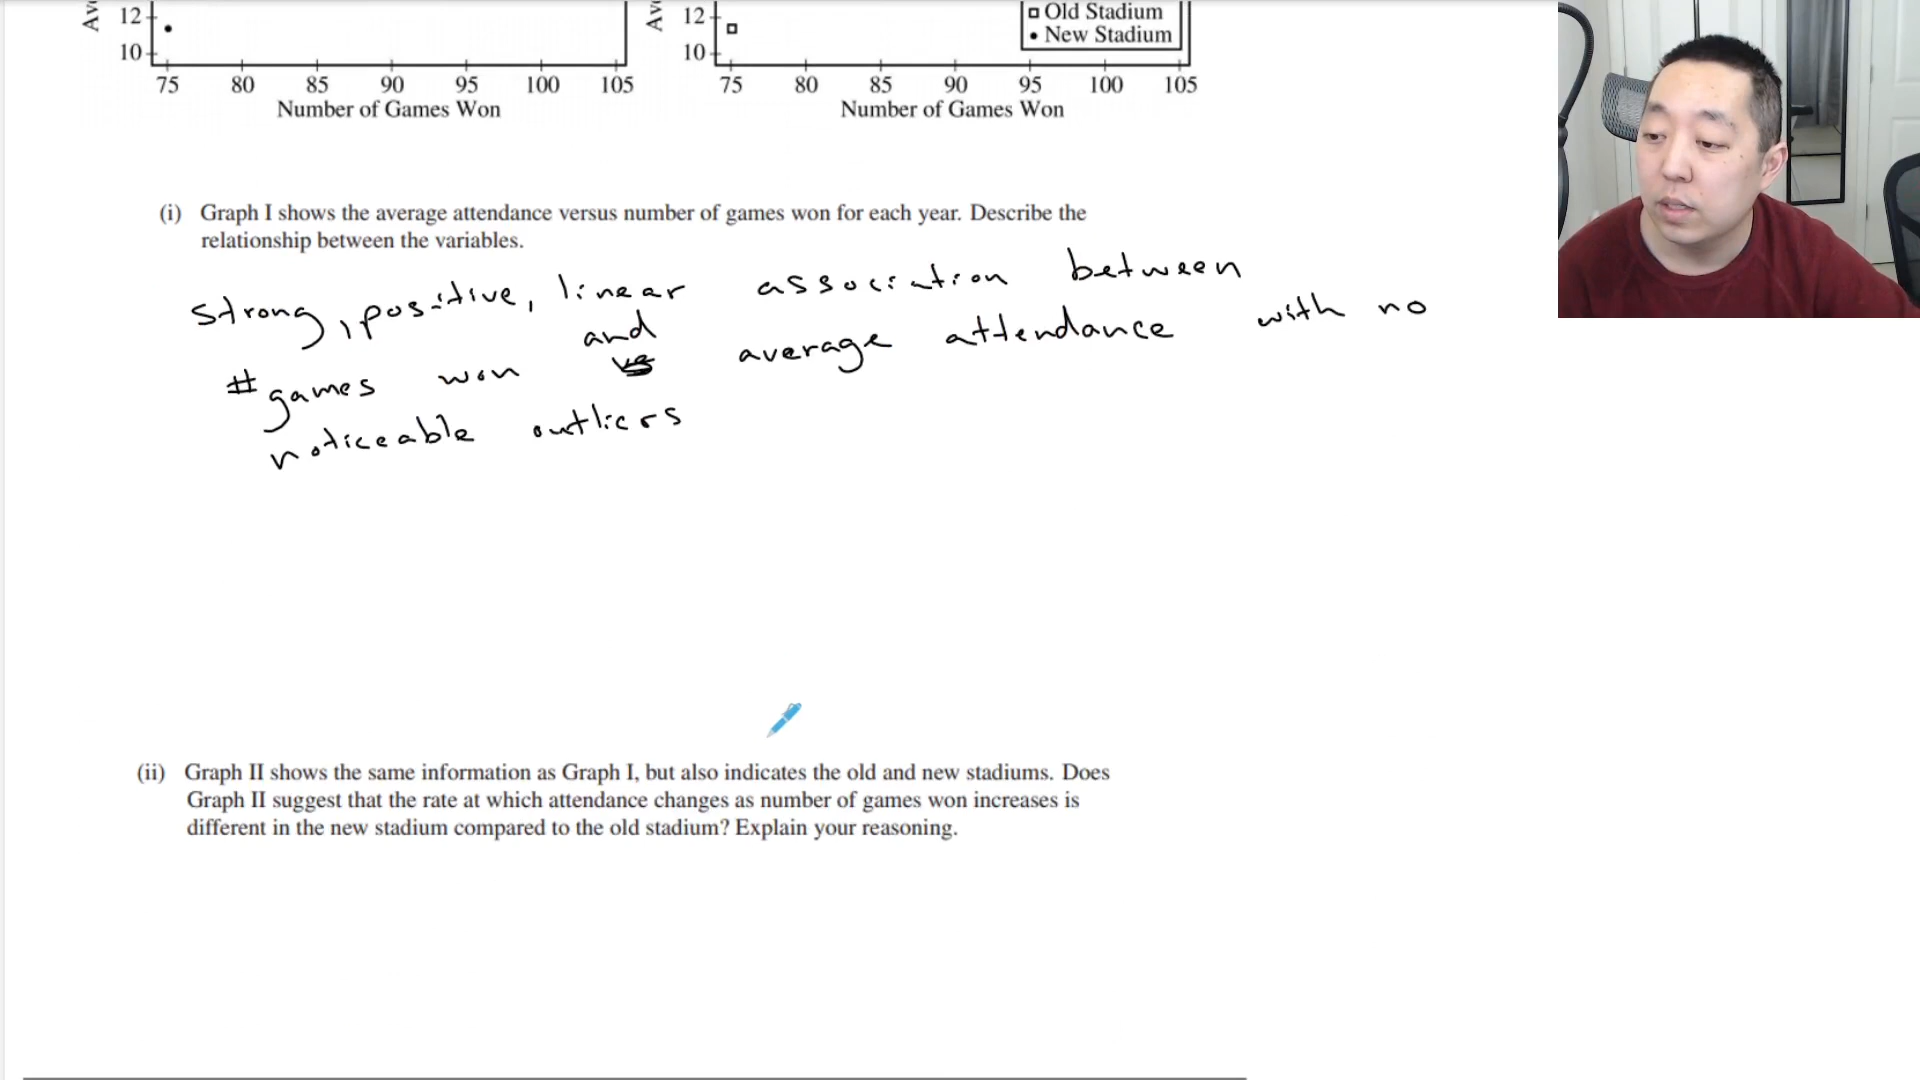 Av
12
10
75 80 85 90 95 100 105
Number of Games Won
Av
12
10
75 80 85 90 95 100 105
Number of Games Won
Old Stadium
New Stadium
(i) Graph I shows the average attendance versus number of games won for each year. Describe the
relationship between the variables.
strong, positive, linear association between
# games won and average attendance with no
noticeable outliers
(ii) Graph II shows the same information as Graph I, but also indicates the old and new stadiums. Does
Graph II suggest that the rate at which attendance changes as number of games won increases is
different in the new stadium compared to the old stadium? Explain your reasoning.